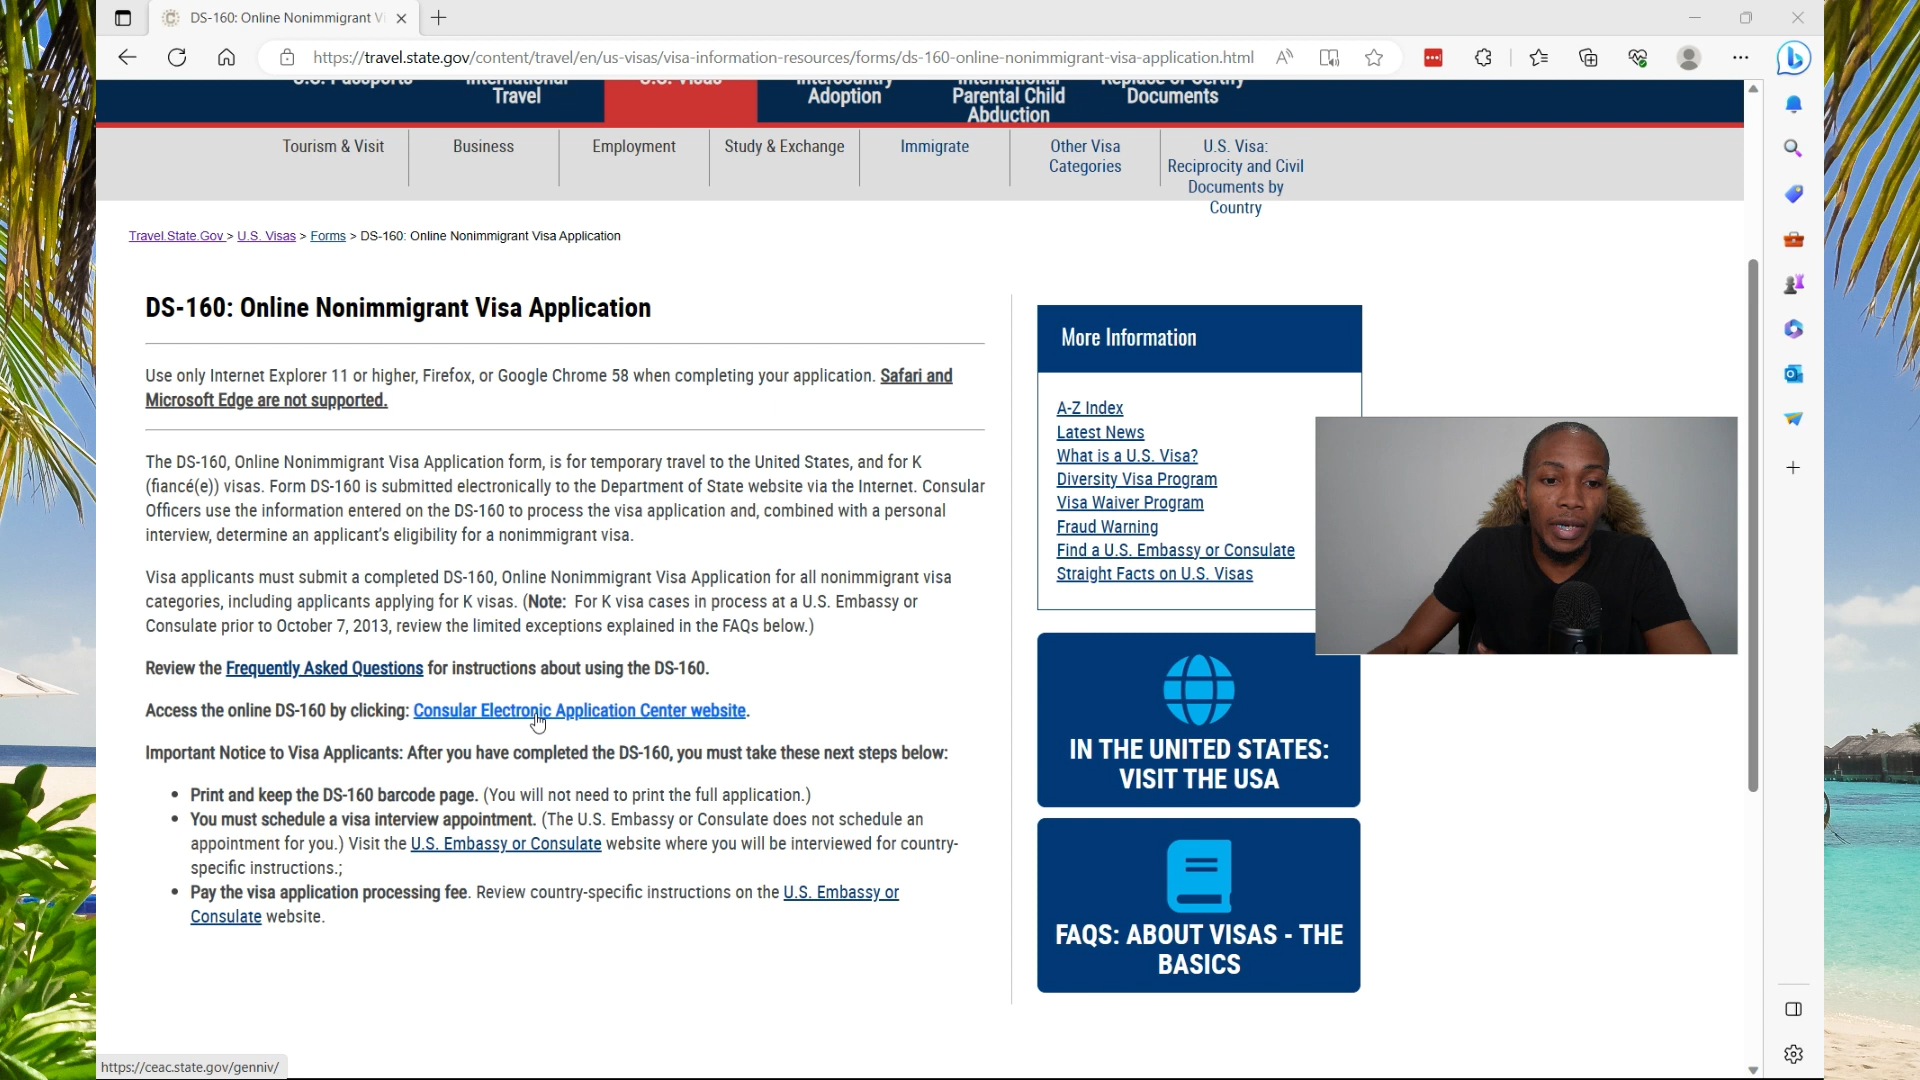 DS-160: Online Nonimmigrant Vi
https://travel.state.gov/content/travel/en/us-visas/visa-information-resources/forms/ds-160-online-nonimmigrant-visa-application.html
U.S. Passports
International
Travel
U.S. Visas
Intercountry
Adoption
International
Parental Child
Abduction
Replace or Certify
Documents
Tourism & Visit
Business
Employment
Study & Exchange
Immigrate
Other Visa
Categories
U.S. Visa:
Reciprocity and Civil
Documents by
Country
Travel.State.Gov > U.S. Visas > Forms > DS-160: Online Nonimmigrant Visa Application
DS-160: Online Nonimmigrant Visa Application
Use only Internet Explorer 11 or higher, Firefox, or Google Chrome 58 when completing your application. Safari and
Microsoft Edge are not supported.
The DS-160, Online Nonimmigrant Visa Application form, is for temporary travel to the United States, and for K
(fiancé(e)) visas. Form DS-160 is submitted electronically to the Department of State website via the Internet. Consular
Officers use the information entered on the DS-160 to process the visa application and, combined with a personal
interview, determine an applicant's eligibility for a nonimmigrant visa.
Visa applicants must submit a completed DS-160, Online Nonimmigrant Visa Application for all nonimmigrant visa
categories, including applicants applying for K visas. (Note: For K visa cases in process at a U.S. Embassy or
Consulate prior to October 7, 2013, review the limited exceptions explained in the FAQs below.)
Review the Frequently Asked Questions for instructions about using the DS-160.
Access the online DS-160 by clicking: Consular Electronic Application Center website.
Important Notice to Visa Applicants: After you have completed the DS-160, you must take these next steps below:
• Print and keep the DS-160 barcode page. (You will not need to print the full application.)
• You must schedule a visa interview appointment. (The U.S. Embassy or Consulate does not schedule an
appointment for you.) Visit the U.S. Embassy or Consulate website where you will be interviewed for country-
specific instructions.;
• Pay the visa application processing fee. Review country-specific instructions on the U.S. Embassy or
Consulate website.
More Information
A-Z Index
Latest News
What is a U.S. Visa?
Diversity Visa Program
Visa Waiver Program
Fraud Warning
Find a U.S. Embassy or Consulate
Straight Facts on U.S. Visas
IN THE UNITED STATES:
VISIT THE USA
FAQS: ABOUT VISAS - THE
BASICS
https://ceac.state.gov/genniv/